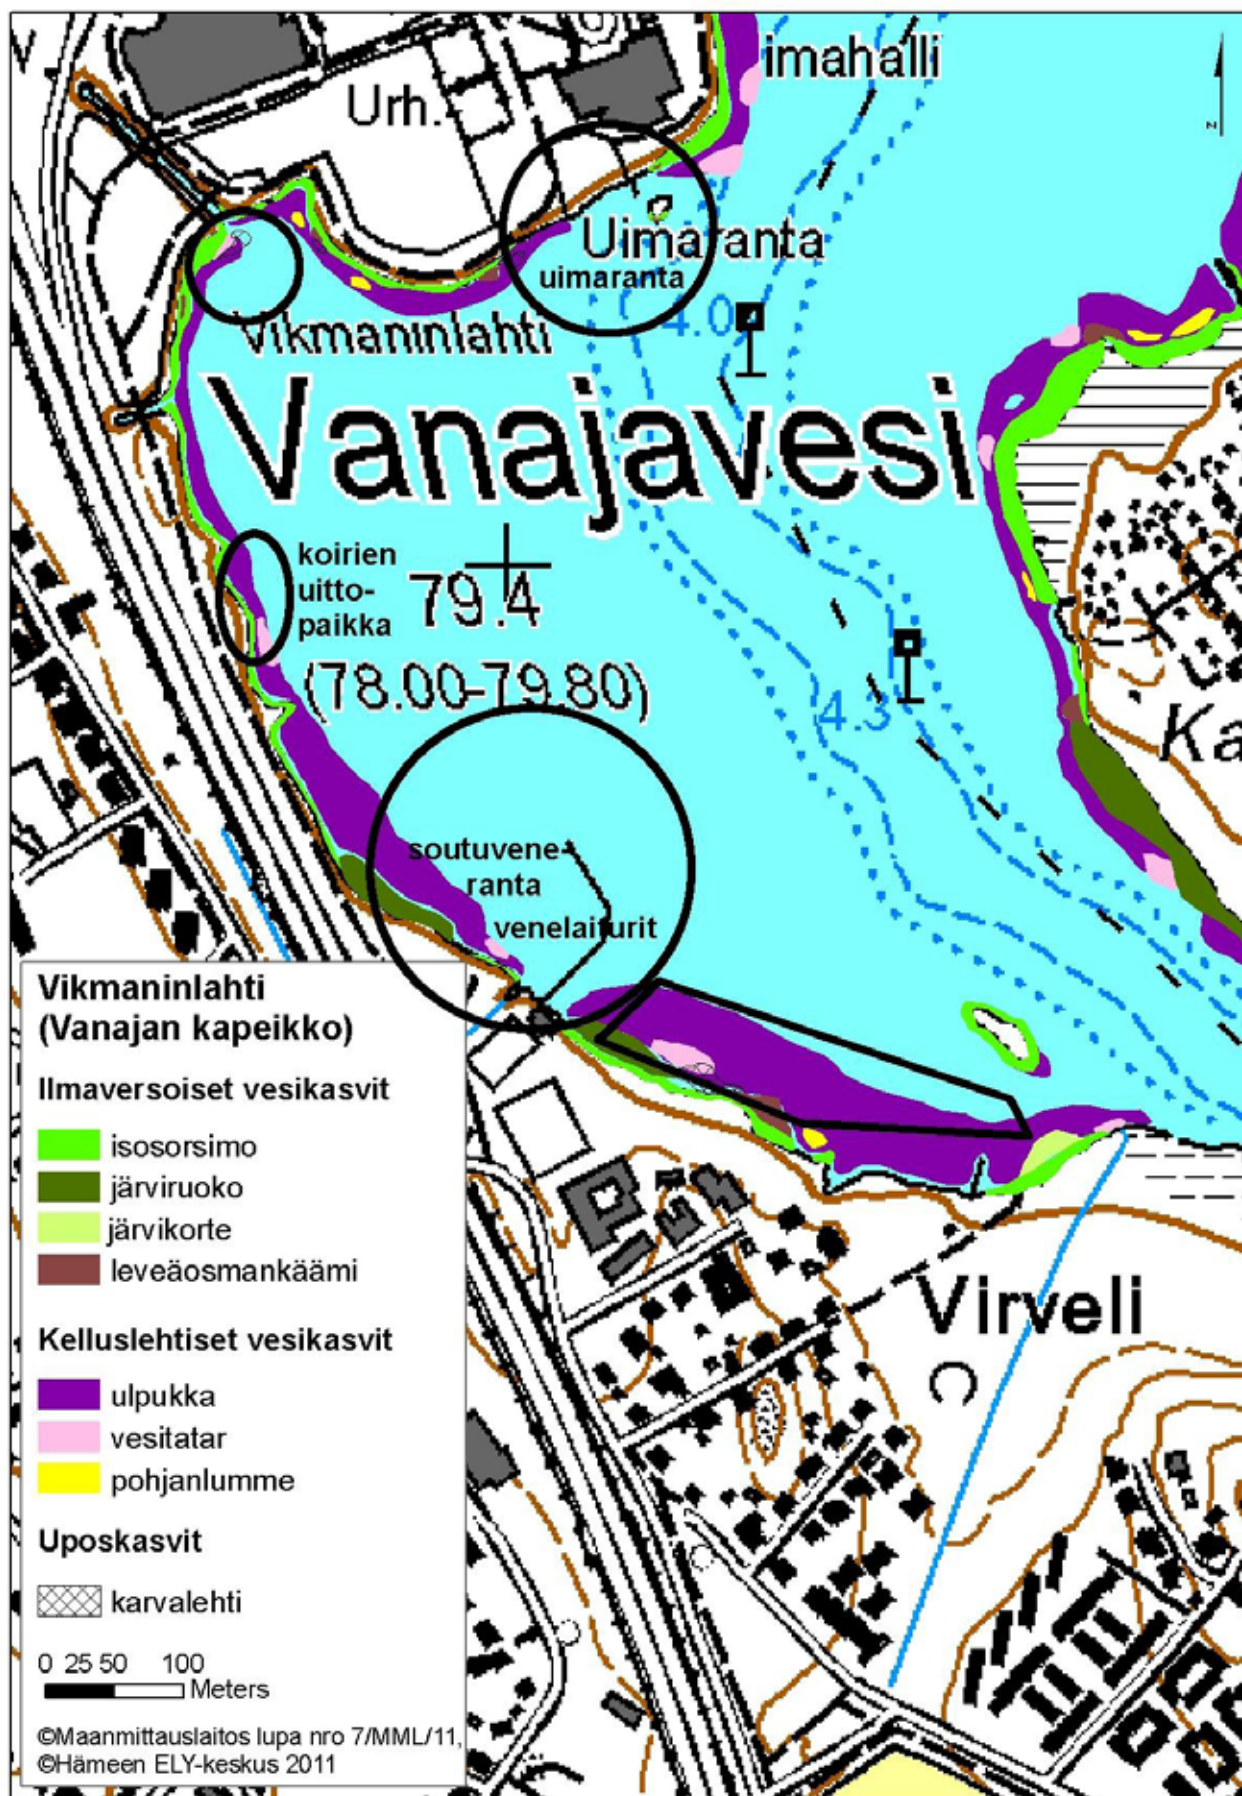 imahalli
Urh.
z
Uimaranta
uimaranta
4.0
Vikmaninlahti
Vanajavesi
koirien
uitto-
paikka
79.4
(78.00-79.80)
4.3
Ka
soutuvene-
ranta
venelaiturit
Vikmaninlahti
(Vanajan kapeikko)
Ilmaversoiset vesikasvit
isosorsimo
järviruoko
järvikorte
leveäosmankäämi
Kelluslehtiset vesikasvit
ulpukka
vesitatar
pohjanlumme
Uposkasvit
karvalehti
0 25 50 100
Meters
©Maanmittauslaitos lupa nro 7/MML/11,
©Hämeen ELY-keskus 2011
Virveli